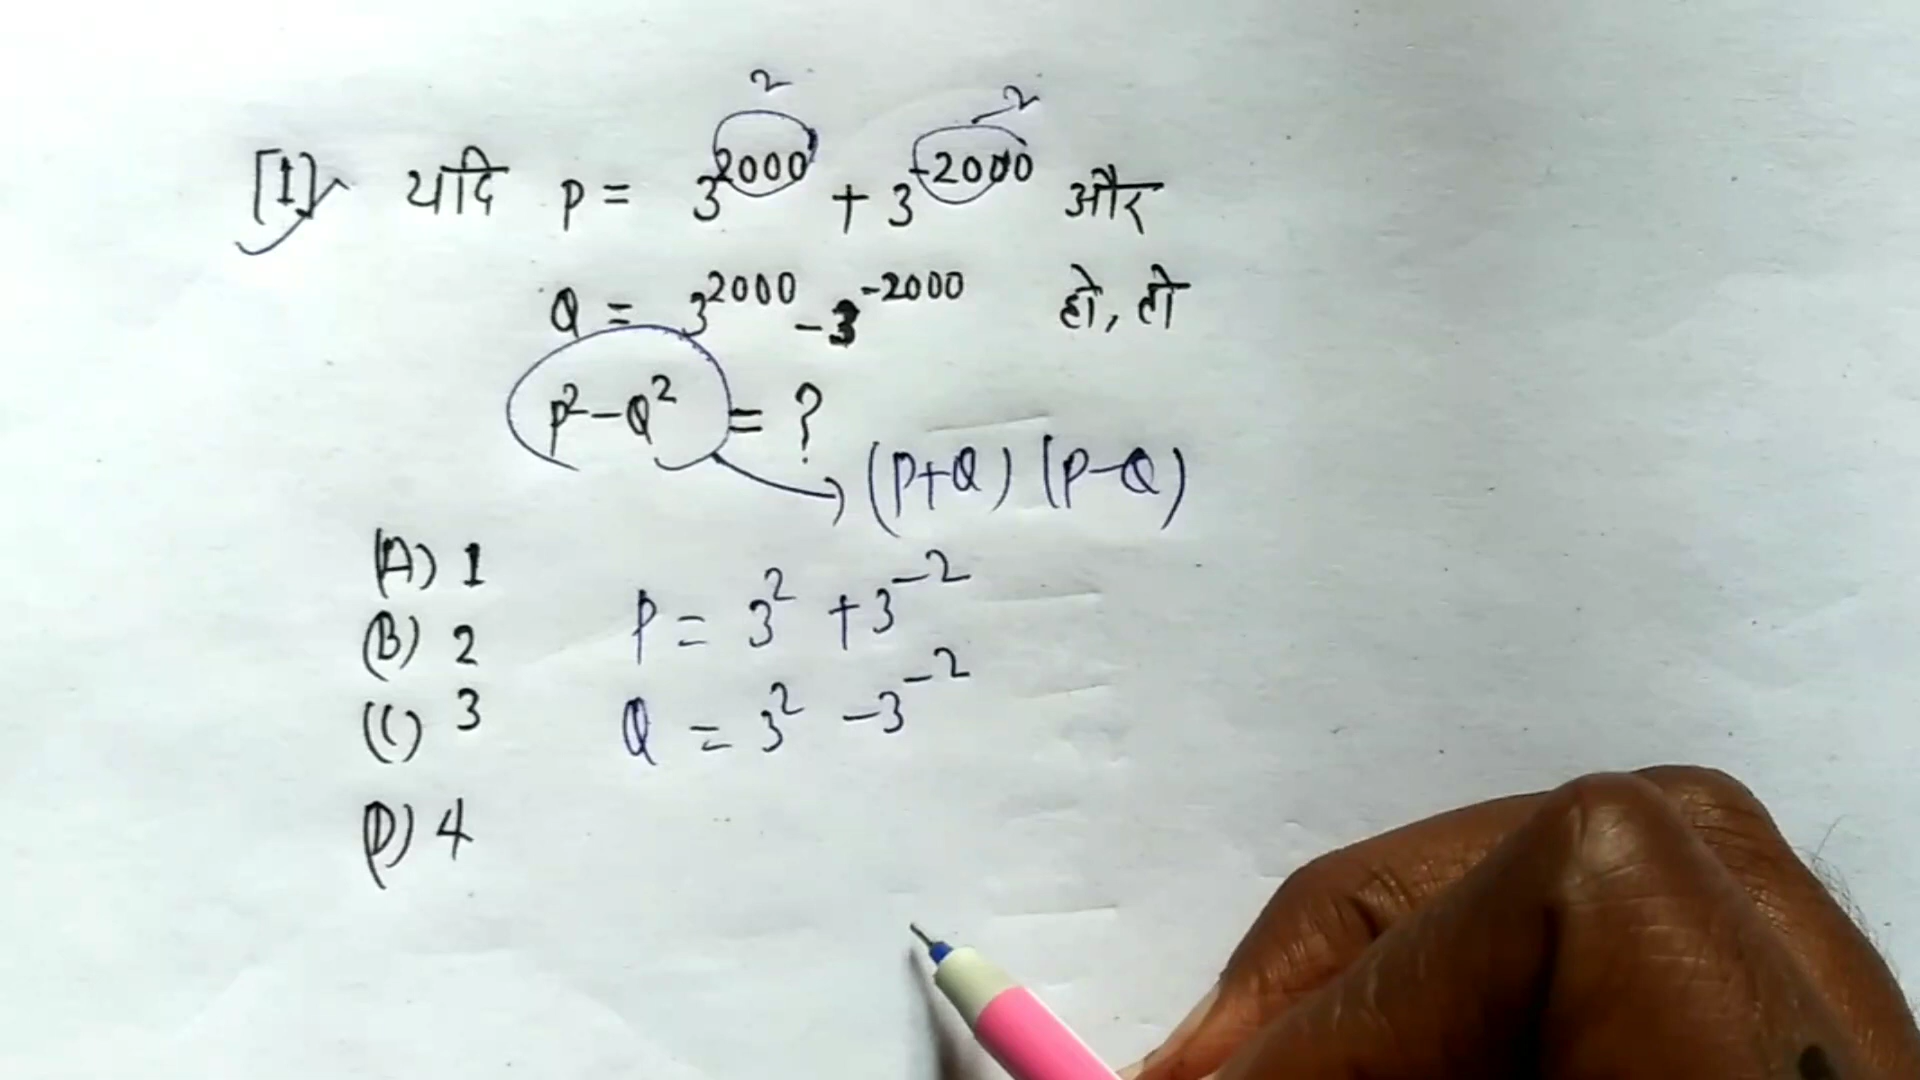 2 2
[1] यदि P = 3^2000 + 3^-2000 और
Q = 3^2000 - 3^-2000 हो, तो
P² - Q² = ?
(P+Q) (P-Q)
(A) 1
(B) 2
(C) 3
(D) 4
P = 3² + 3^-2
Q = 3² - 3^-2